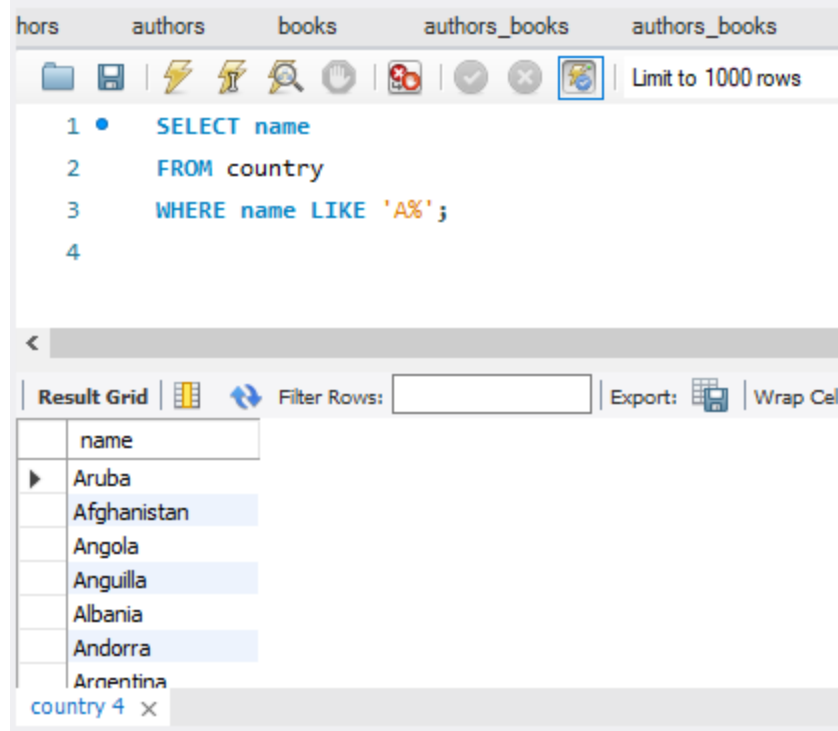 hors authors books authors_books authors_books
Limit to 1000 rows
1 SELECT name
2 FROM country
3 WHERE name LIKE 'A%';
4
Result Grid Filter Rows: Export: Wrap Cel
name
Aruba
Afghanistan
Angola
Anguilla
Albania
Andorra
Argentina
country 4